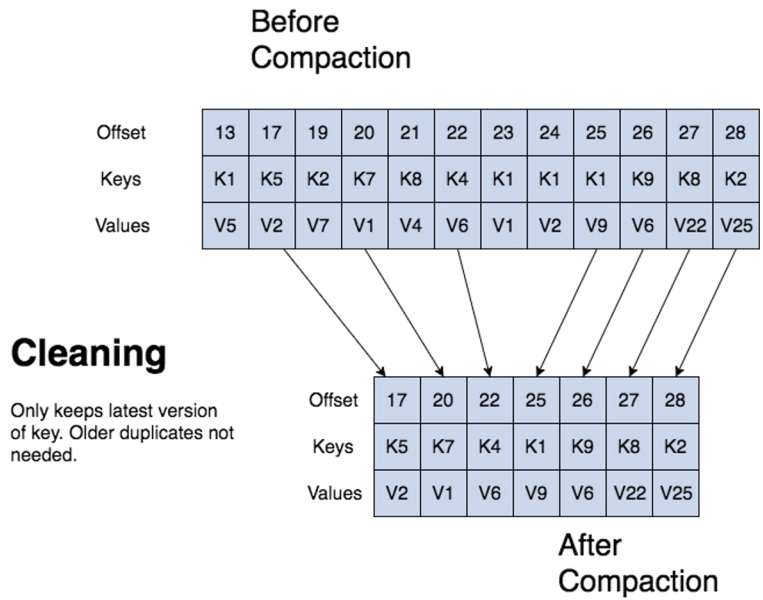 Before
Compaction
Offset 13 17 19 20 21 22 23 24 25 26 27 28
Keys K1 K5 K2 K7 K8 K4 K1 K1 K1 K9 K8 K2
Values V5 V2 V7 V1 V4 V6 V1 V2 V9 V6 V22 V25
Cleaning
Only keeps latest version
of key. Older duplicates not
needed.
Offset 17 20 22 25 26 27 28
Keys K5 K7 K4 K1 K9 K8 K2
Values V2 V1 V6 V9 V6 V22 V25
After
Compaction